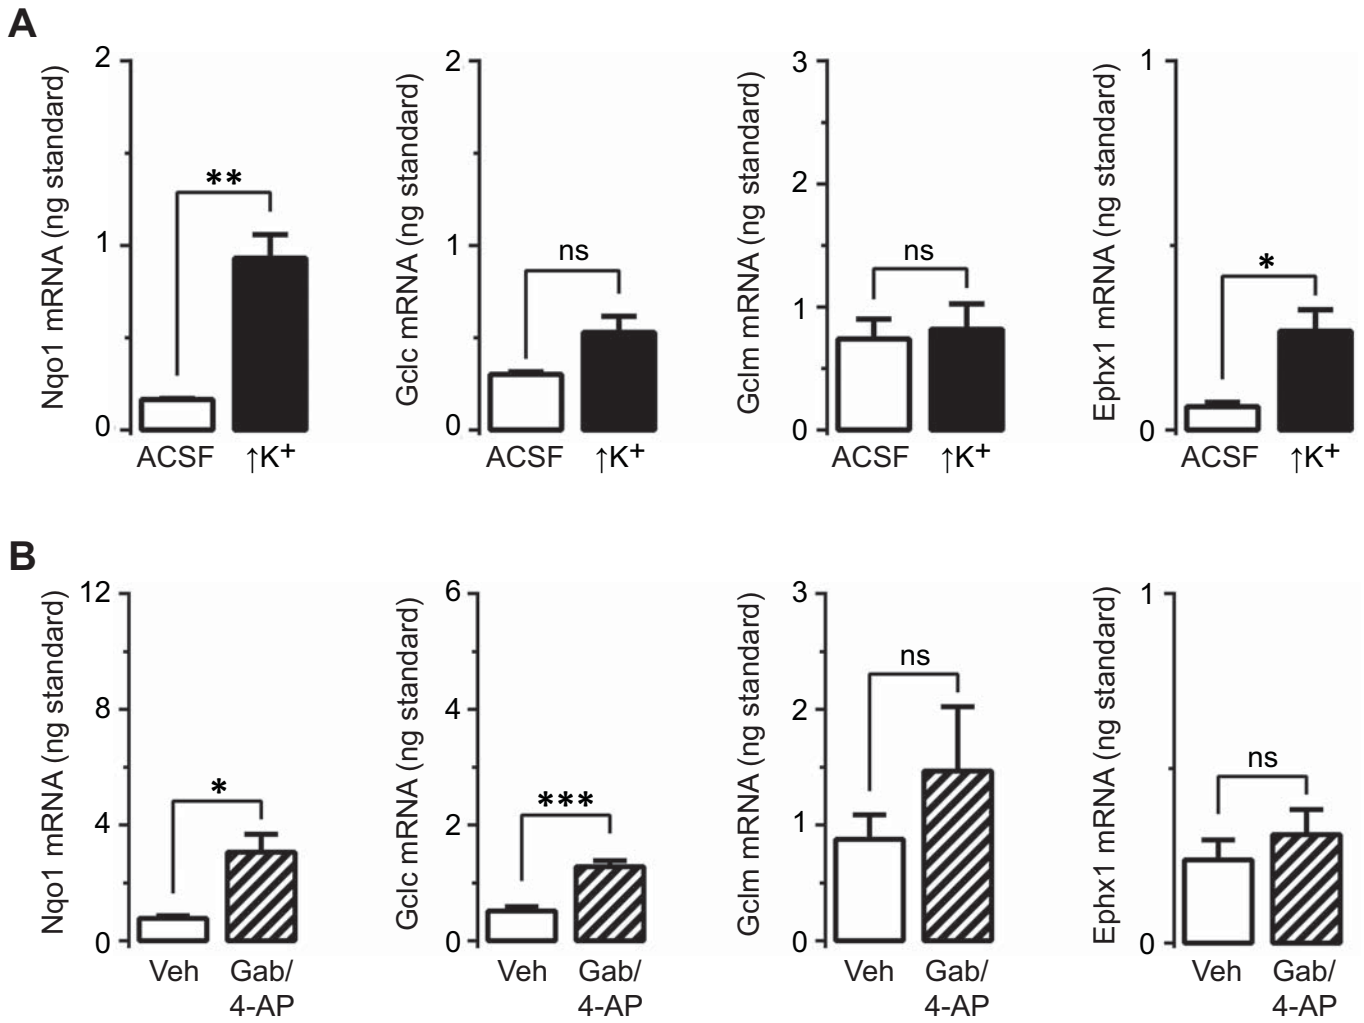 A
Nqo1 mRNA (ng standard)
2
1
0
**
ACSF
↑K+
Gclc mRNA (ng standard)
2
1
0
ns
ACSF
↑K+
Gclm mRNA (ng standard)
3
2
1
0
ns
ACSF
↑K+
Ephx1 mRNA (ng standard)
1
0
*
ACSF
↑K+
B
Nqo1 mRNA (ng standard)
12
8
4
0
*
Veh
Gab/
4-AP
Gclc mRNA (ng standard)
6
4
2
0
***
Veh
Gab/
4-AP
Gclm mRNA (ng standard)
3
2
1
0
ns
Veh
Gab/
4-AP
Ephx1 mRNA (ng standard)
1
0
ns
Veh
Gab/
4-AP